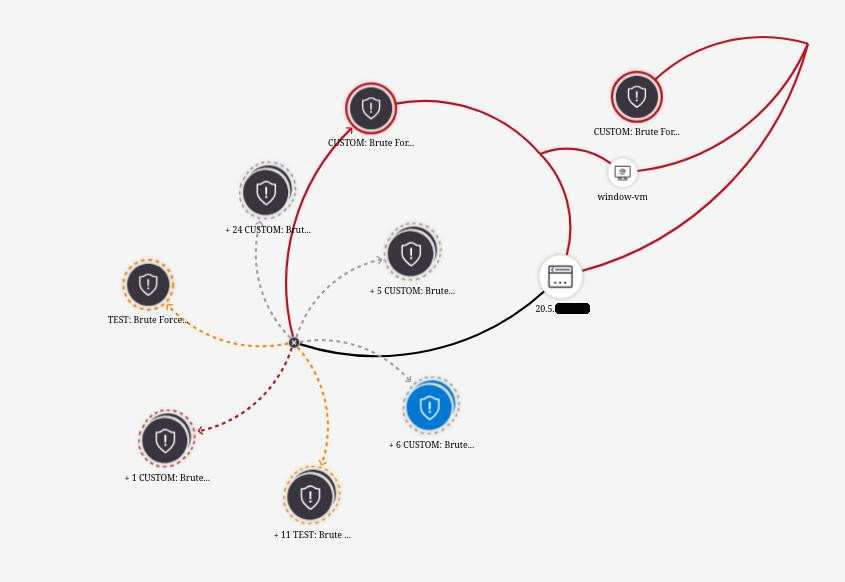 CUSTOM: Brute For...
CUSTOM: Brute For...
window-vm
+ 24 CUSTOM: Brut...
+ 5 CUSTOM: Brute...
20.5.
TEST: Brute Force...
+ 6 CUSTOM: Brute...
+ 1 CUSTOM: Brute...
+ 11 TEST: Brute ...